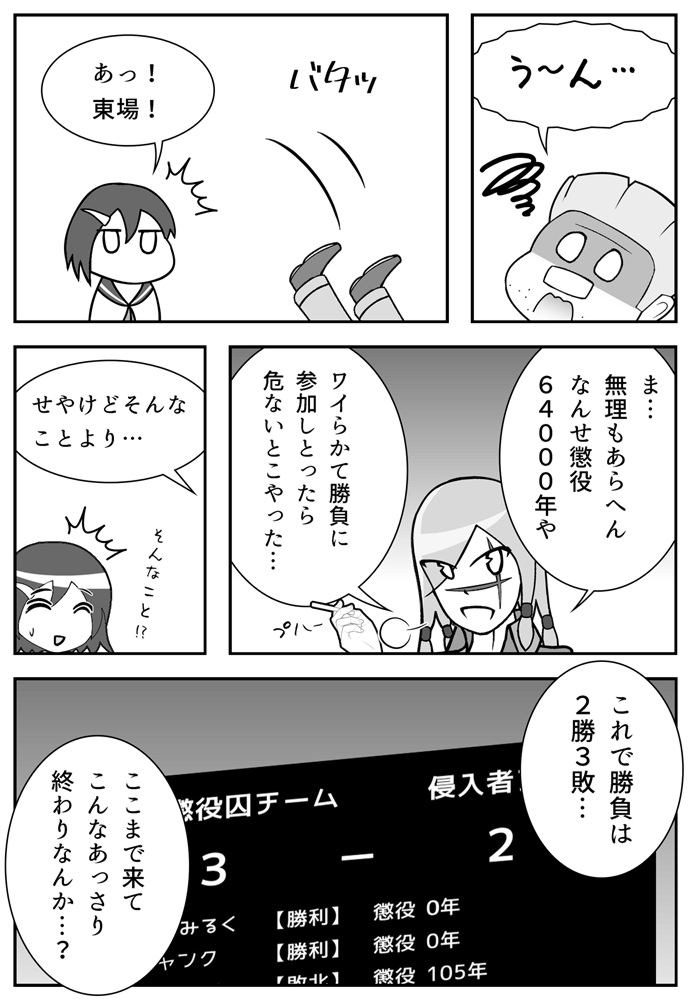 う〜ん…
バタッ
あっ！
東場！
ま…
無理もあらへん
なんせ懲役
６４０００年や
ワイらかて勝負に
参加しとったら
危ないとこやった…
プハー
せやけどそんな
ことより…
そんなこと!?
これで勝負は
２勝３敗…
懲役囚チーム 侵入者
3 ー 2
みるく 【勝利】 懲役 0年
ャンク 【勝利】 懲役 0年
【敗北】 懲役 105年
ここまで来て
こんなあっさり
終わりなんか…？